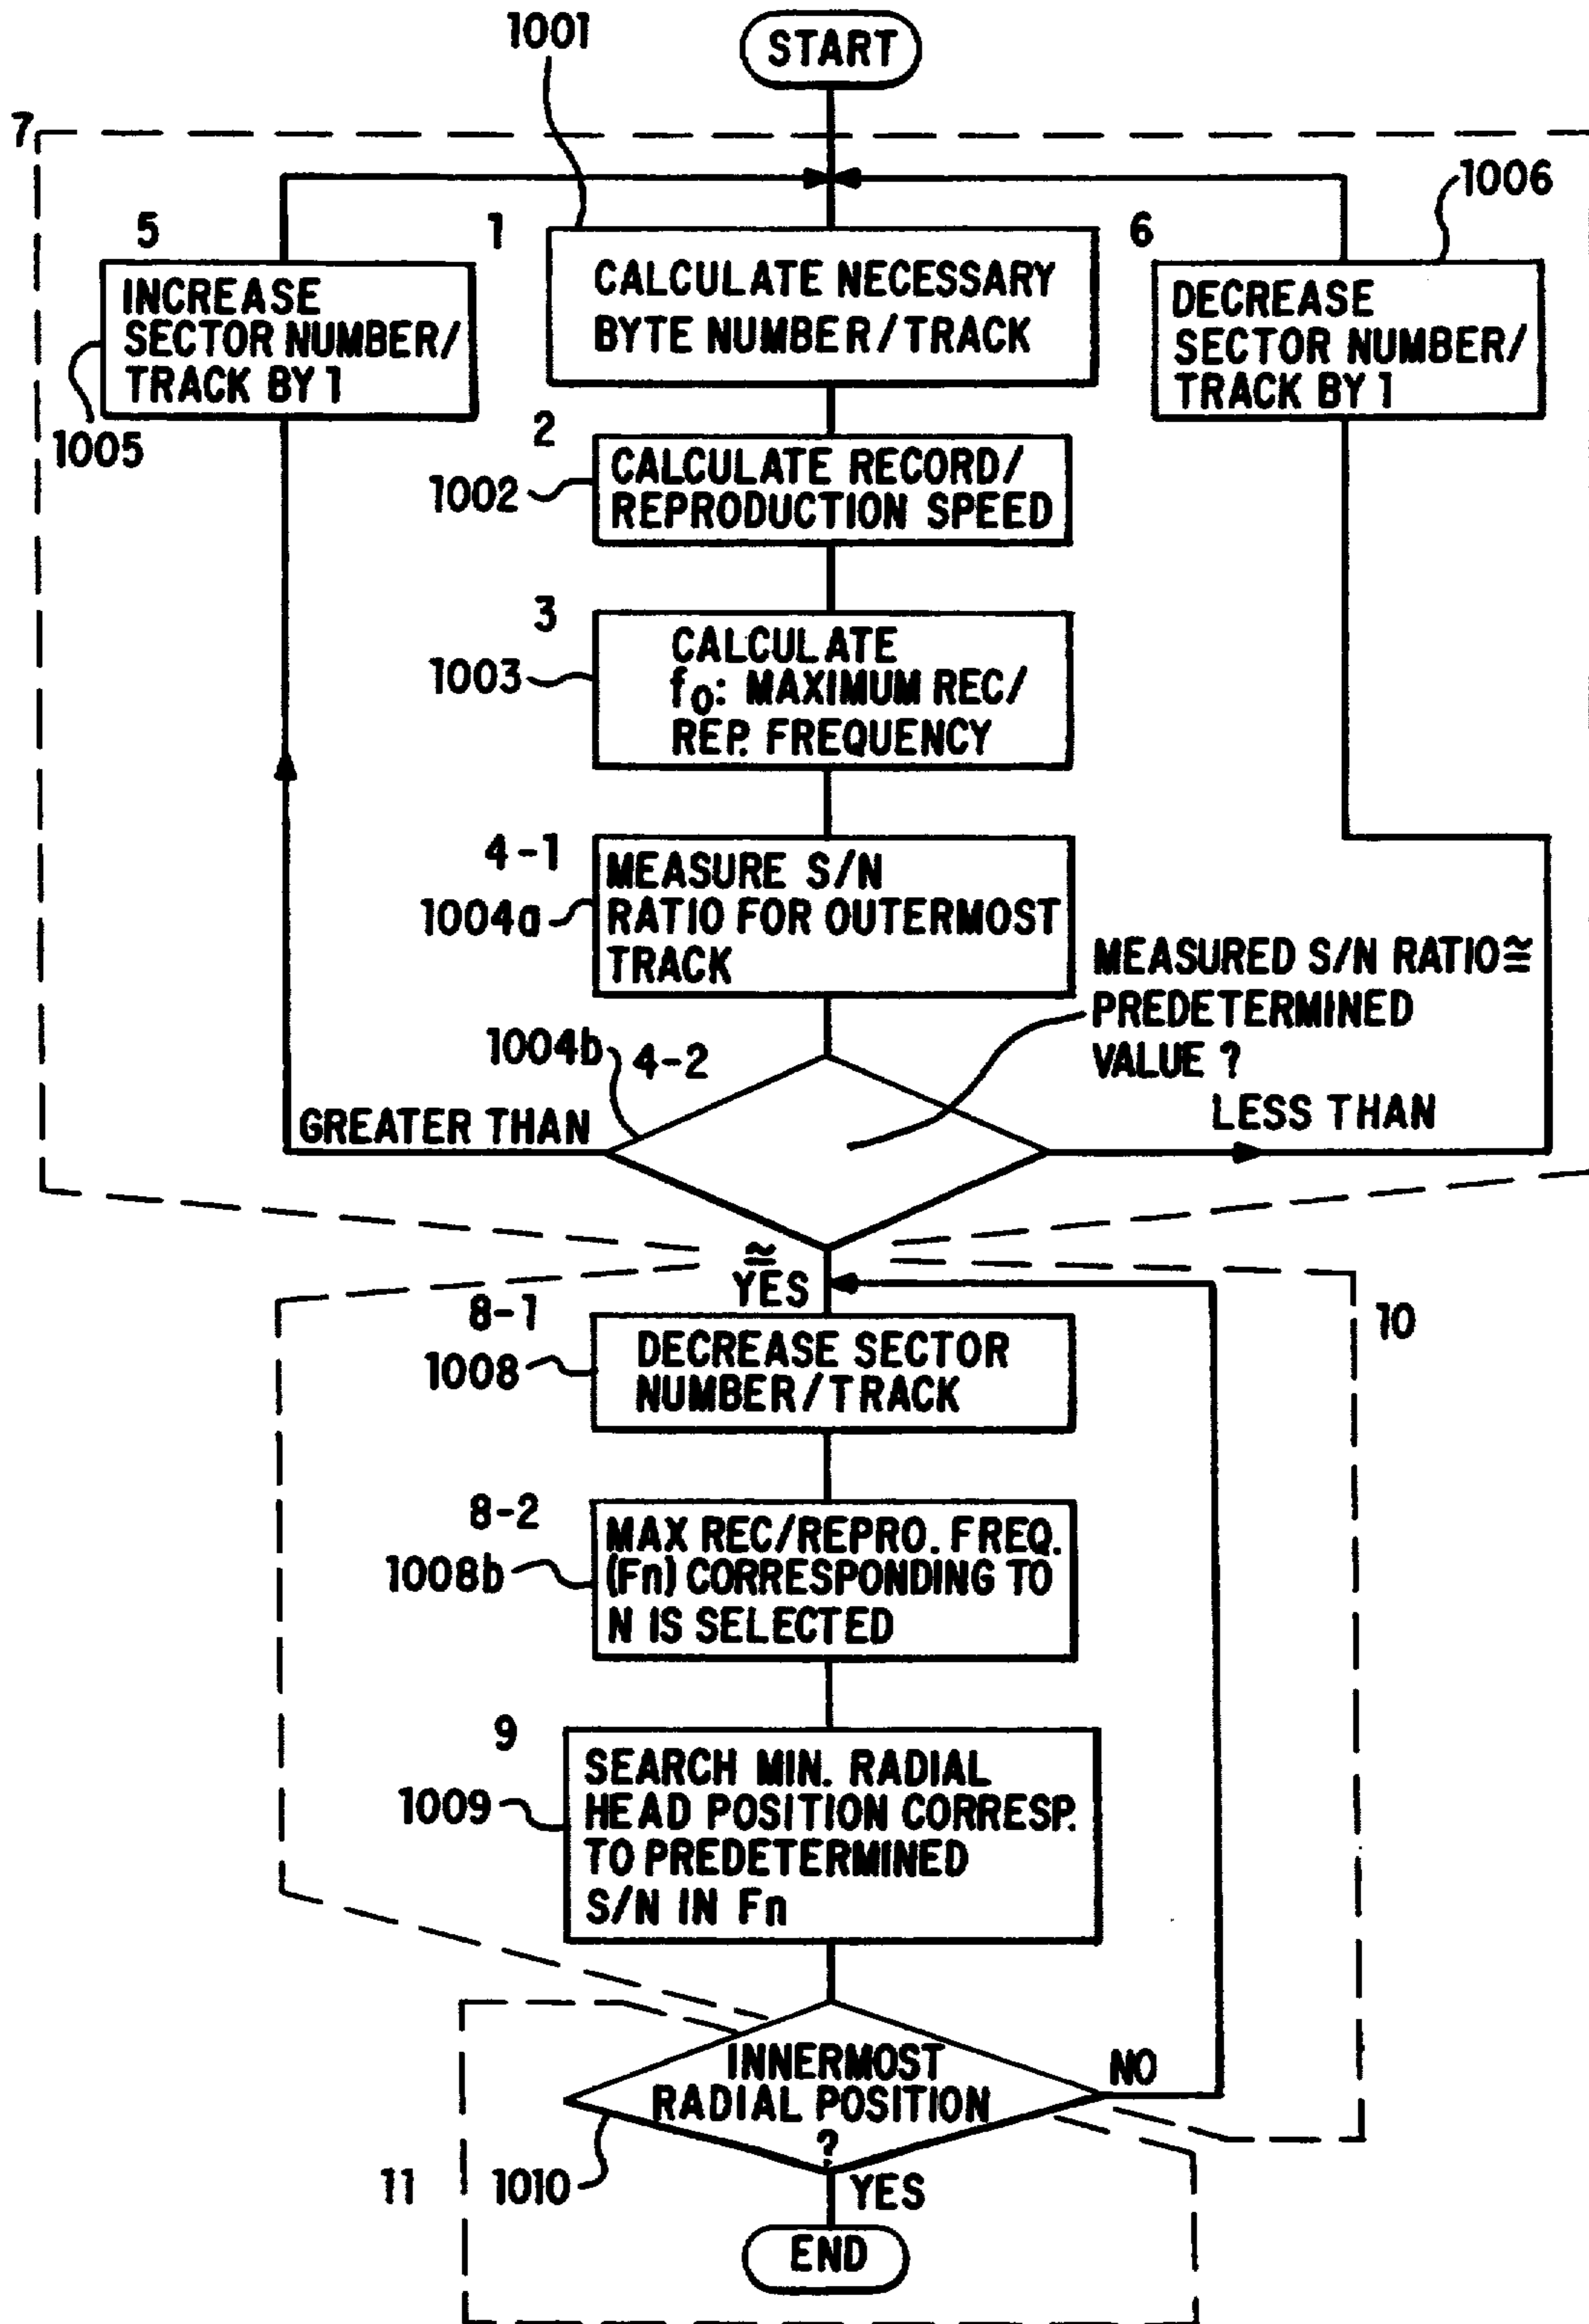 1001
START
7
1006
5
1
6
INCREASE
SECTOR NUMBER/
TRACK BY 1
1005
CALCULATE NECESSARY
BYTE NUMBER/TRACK
DECREASE
SECTOR NUMBER/
TRACK BY 1
2
1002
CALCULATE RECORD/
REPRODUCTION SPEED
3
1003
CALCULATE
fo: MAXIMUM REC/
REP. FREQUENCY
4-1
1004a
MEASURE S/N
RATIO FOR OUTERMOST
TRACK
MEASURED S/N RATIO≅
PREDETERMINED
VALUE ?
1004b
4-2
GREATER THAN
LESS THAN
≅
YES
8-1
1008
DECREASE SECTOR
NUMBER/TRACK
10
8-2
1008b
MAX REC/REPRO. FREQ.
(Fn) CORRESPONDING TO
N IS SELECTED
9
1009
SEARCH MIN. RADIAL
HEAD POSITION CORRESP.
TO PREDETERMINED
S/N IN Fn
INNERMOST
RADIAL POSITION
?
NO
11
1010
YES
END